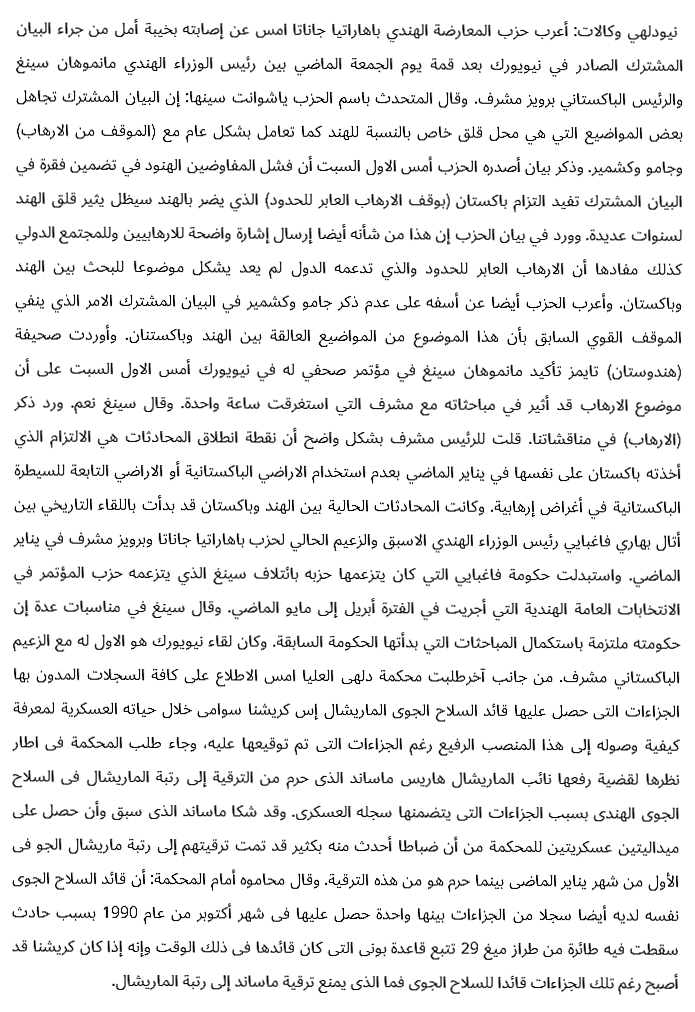 نيودلهي وكالات: أعرب حزب المعارضة الهندي باهاراتيا جاناتا امس عن إصابته بخيبة أمل من جراء البيان
المشترك الصادر في نيويورك بعد قمة يوم الجمعة الماضي بين رئيس الوزراء الهندي مانموهان سينغ
والرئيس الباكستاني برويز مشرف. وقال المتحدث باسم الحزب ياشوانت سينها: إن البيان المشترك تجاهل
بعض المواضيع التي هي محل قلق خاص بالنسبة للهند كما تعامل بشكل عام مع (الموقف من الارهاب)
وجامو وكشمير. وذكر بيان أصدره الحزب أمس الاول السبت أن فشل المفاوضين الهنود في تضمين فقرة في
البيان المشترك تفيد التزام باكستان (بوقف الارهاب العابر للحدود) الذي يضر بالهند سيظل يثير قلق الهند
لسنوات عديدة. وورد في بيان الحزب إن هذا من شأنه أيضا إرسال إشارة واضحة للارهابيين وللمجتمع الدولي
كذلك مفادها أن الارهاب العابر للحدود والذي تدعمه الدول لم يعد يشكل موضوعا للبحث بين الهند
وباكستان. وأعرب الحزب أيضا عن أسفه على عدم ذكر جامو وكشمير في البيان المشترك الامر الذي ينفي
الموقف القوي السابق بأن هذا الموضوع من المواضيع العالقة بين الهند وباكستنان. وأوردت صحيفة
(هندوستان) تايمز تأكيد مانموهان سينغ في مؤتمر صحفي له في نيويورك أمس الاول السبت على أن
موضوع الارهاب قد أثير في مباحثاته مع مشرف التي استغرقت ساعة واحدة. وقال سينغ نعم. ورد ذكر
(الارهاب) في مناقشاتنا. قلت للرئيس مشرف بشكل واضح أن نقطة انطلاق المحادثات هي الالتزام الذي
أخذته باكستان على نفسها في يناير الماضي بعدم استخدام الاراضي الباكستانية أو الاراضي التابعة للسيطرة
الباكستانية في أغراض إرهابية. وكانت المحادثات الحالية بين الهند وباكستان قد بدأت باللقاء التاريخي بين
أتال بهاري فاغبايي رئيس الوزراء الهندي الاسبق والزعيم الحالي لحزب باهاراتيا جاناتا وبرويز مشرف في يناير
الماضي. واستبدلت حكومة فاغبايي التي كان يتزعمها حزبه بائتلاف سينغ الذي يتزعمه حزب المؤتمر في
الانتخابات العامة الهندية التي أجريت في الفترة أبريل إلى مايو الماضي. وقال سينغ في مناسبات عدة إن
حكومته ملتزمة باستكمال المباحثات التي بدأتها الحكومة السابقة. وكان لقاء نيويورك هو الاول له مع الزعيم
الباكستاني مشرف. من جانب آخرطلبت محكمة دلهى العليا امس الاطلاع على كافة السجلات المدون بها
الجزاءات التى حصل عليها قائد السلاح الجوى الماريشال إس كريشنا سوامى خلال حياته العسكرية لمعرفة
كيفية وصوله إلى هذا المنصب الرفيع رغم الجزاءات التى تم توقيعها عليه، وجاء طلب المحكمة فى اطار
نظرها لقضية رفعها نائب الماريشال هاريس ماساند الذى حرم من الترقية إلى رتبة الماريشال فى السلاح
الجوى الهندى بسبب الجزاءات التى يتضمنها سجله العسكرى. وقد شكا ماساند الذى سبق وأن حصل على
ميداليتين عسكريتين للمحكمة من أن ضباطا أحدث منه بكثير قد تمت ترقيتهم إلى رتبة ماريشال الجو فى
الأول من شهر يناير الماضى بينما حرم هو من هذه الترقية. وقال محاموه أمام المحكمة: أن قائد السلاح الجوى
نفسه لديه أيضا سجلا من الجزاءات بينها واحدة حصل عليها فى شهر أكتوبر من عام 1990 بسبب حادث
سقطت فيه طائرة من طراز ميغ 29 تتبع قاعدة بونى التى كان قائدها فى ذلك الوقت وإنه إذا كان كريشنا قد
أصبح رغم تلك الجزاءات قائدا للسلاح الجوى فما الذى يمنع ترقية ماساند إلى رتبة الماريشال.